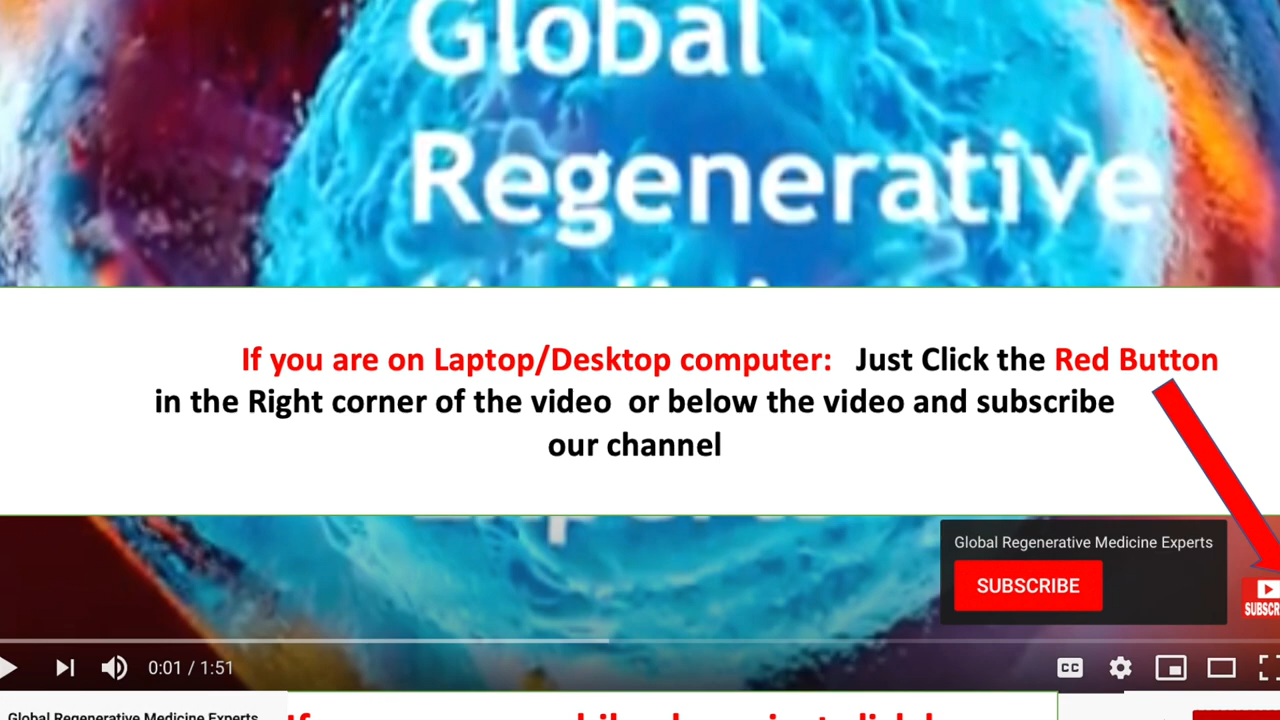 Global
Regenerative
If you are on Laptop/Desktop computer: Just Click the Red Button
in the Right corner of the video or below the video and subscribe
our channel
Global Regenerative Medicine Experts
SUBSCRIBE
0:01 / 1:51
CC
Global Regenerative Medicine Experts